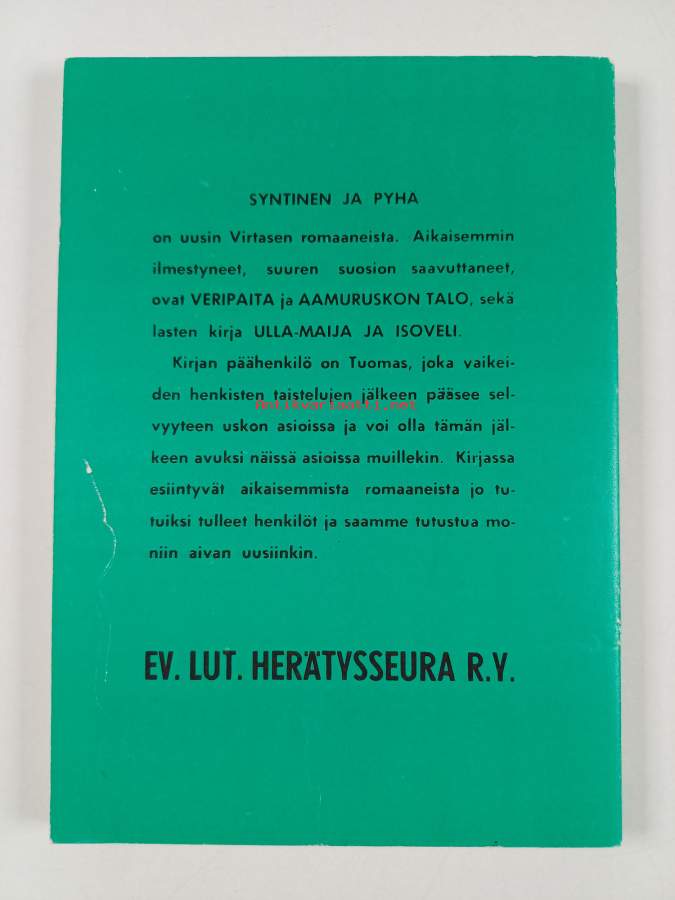 SYNTINEN JA PYHÄ
on uusin Virtasen romaaneista. Aikaisemmin
ilmestyneet, suuren suosion saavuttaneet,
ovat VERIPAITA ja AAMURUSKON TALO, sekä
lasten kirja ULLA-MAIJA JA ISOVELI.
Kirjan päähenkilö on Tuomas, joka vaikei-
den henkisten taistelujen jälkeen pääsee sel-
Antikvariaatti.net
vyyteen uskon asioissa ja voi olla tämän jäl-
keen avuksi näissä asioissa muillekin. Kirjassa
esiintyvät aikaisemmista romaaneista jo tu-
tuiksi tulleet henkilöt ja saamme tutustua mo-
niin aivan uusiinkin.
EV. LUT. HERÄTYSSEURA R.Y.